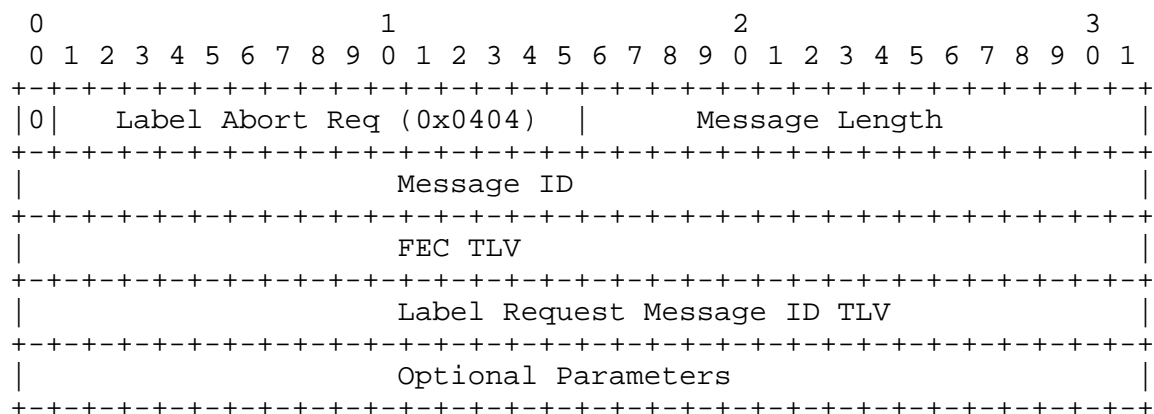 0                   1                   2                   3
 0 1 2 3 4 5 6 7 8 9 0 1 2 3 4 5 6 7 8 9 0 1 2 3 4 5 6 7 8 9 0 1
+-+-+-+-+-+-+-+-+-+-+-+-+-+-+-+-+-+-+-+-+-+-+-+-+-+-+-+-+-+-+-+-+
|0|   Label Abort Req (0x0404)  |      Message Length           |
+-+-+-+-+-+-+-+-+-+-+-+-+-+-+-+-+-+-+-+-+-+-+-+-+-+-+-+-+-+-+-+-+
|                     Message ID                                |
+-+-+-+-+-+-+-+-+-+-+-+-+-+-+-+-+-+-+-+-+-+-+-+-+-+-+-+-+-+-+-+-+
|                     FEC TLV                                   |
+-+-+-+-+-+-+-+-+-+-+-+-+-+-+-+-+-+-+-+-+-+-+-+-+-+-+-+-+-+-+-+-+
|                     Label Request Message ID TLV              |
+-+-+-+-+-+-+-+-+-+-+-+-+-+-+-+-+-+-+-+-+-+-+-+-+-+-+-+-+-+-+-+-+
|                     Optional Parameters                       |
+-+-+-+-+-+-+-+-+-+-+-+-+-+-+-+-+-+-+-+-+-+-+-+-+-+-+-+-+-+-+-+-+